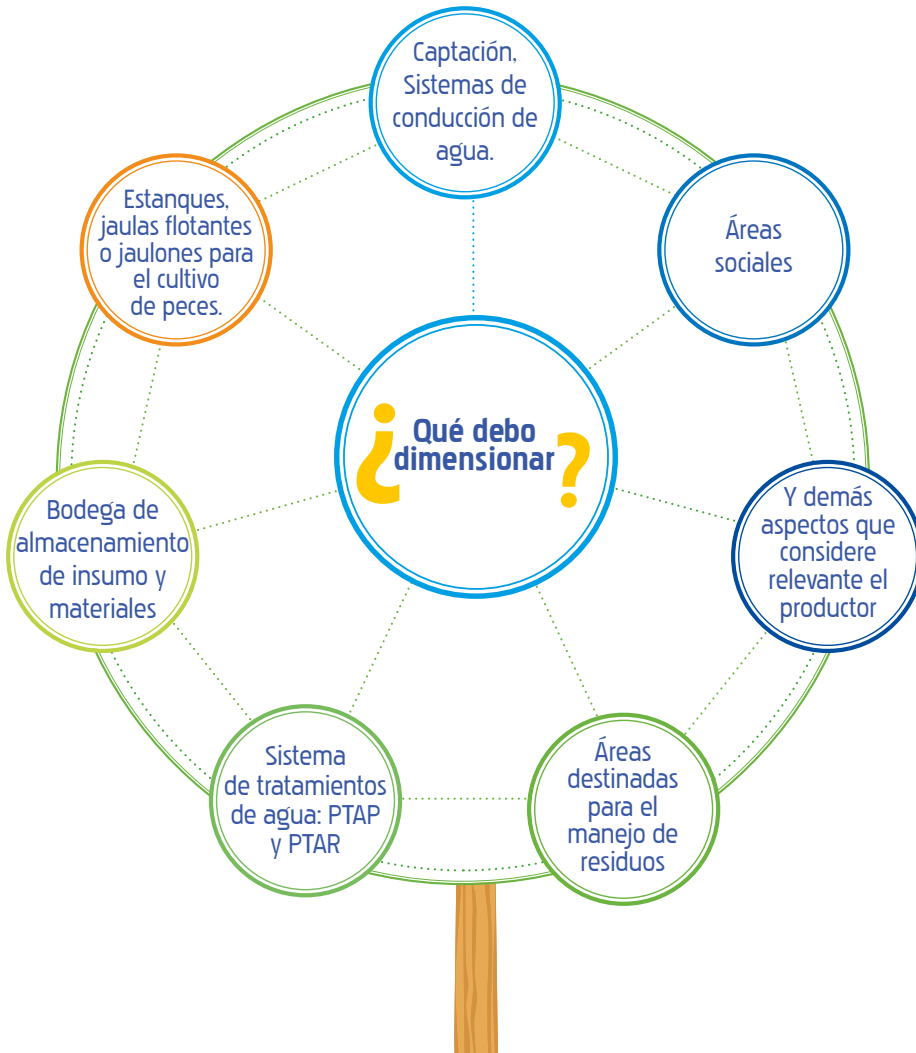 Captación,
Sistemas de
conducción de
agua.
Estanques,
jaulas flotantes
o jaulones para
el cultivo
de peces.
Áreas
sociales
¿Qué debo
dimensionar?
Bodega de
almacenamiento
de insumo y
materiales
Y demás
aspectos que
considere
relevante el
productor
Sistema
de tratamientos
de agua: PTAP
y PTAR
Áreas
destinadas
para el
manejo de
residuos